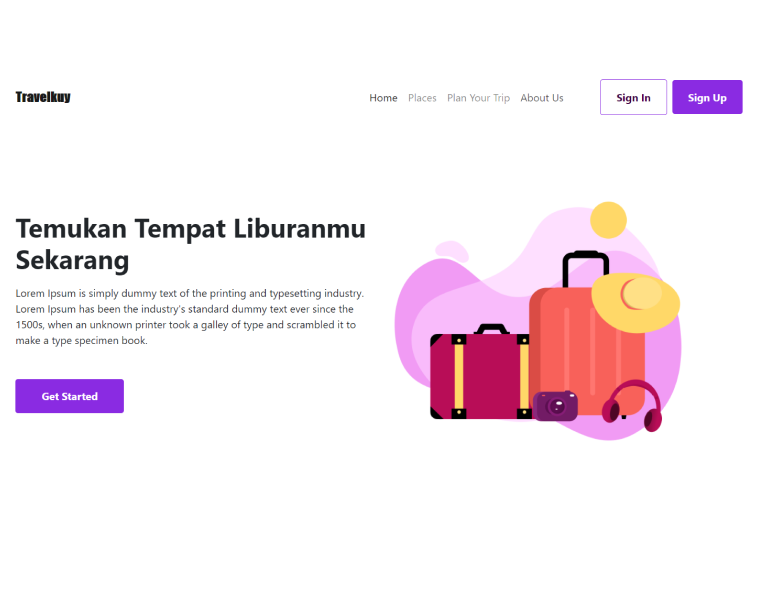 Travelkuy
Home Places Plan Your Trip About Us Sign In Sign Up
Temukan Tempat Liburanmu
Sekarang
Lorem Ipsum is simply dummy text of the printing and typesetting industry.
Lorem Ipsum has been the industry's standard dummy text ever since the
1500s, when an unknown printer took a galley of type and scrambled it to
make a type specimen book.
Get Started